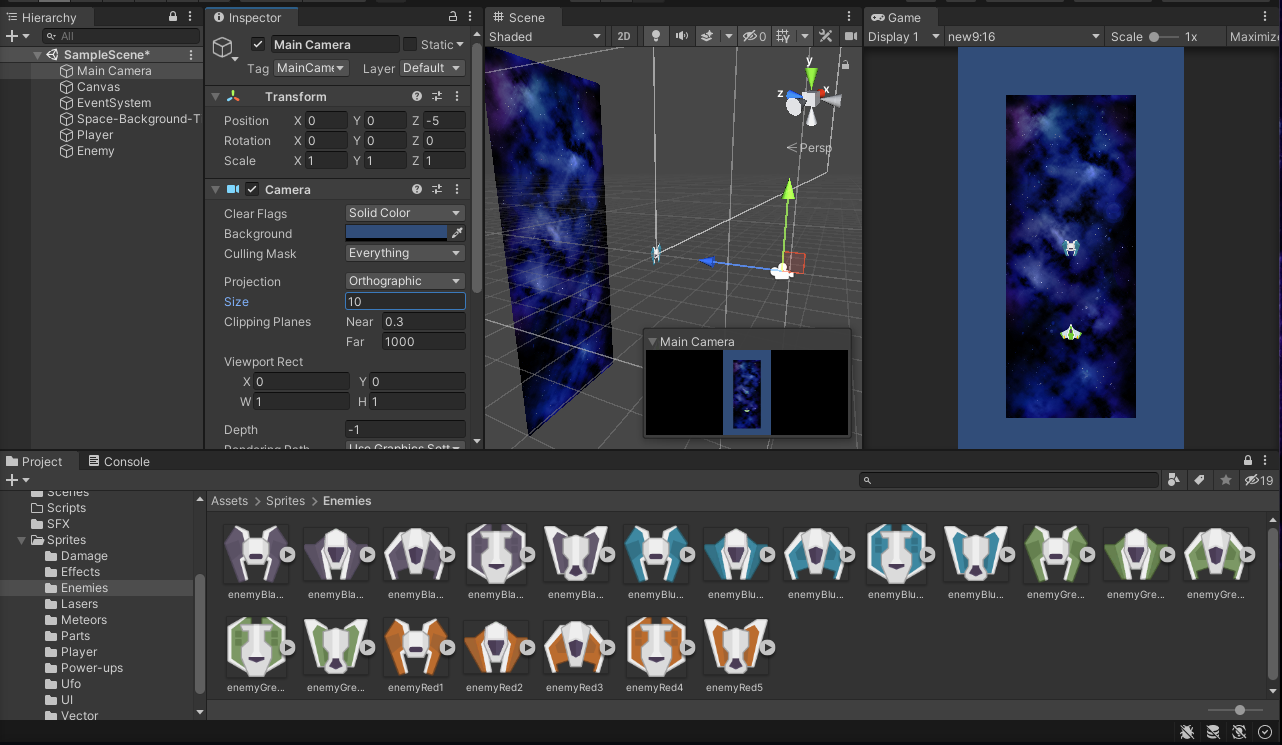 Hierarchy
All
SampleScene*
Main Camera
Canvas
EventSystem
Space-Background-T
Player
Enemy
Inspector
Main Camera
Static
Tag MainCame Layer Default
Transform
Position X 0 Y 0 Z -5
Rotation X 0 Y 0 Z 0
Scale X 1 Y 1 Z 1
Camera
Clear Flags Solid Color
Background
Culling Mask Everything
Projection Orthographic
Size 10
Clipping Planes Near 0.3
Far 1000
Viewport Rect
X 0 Y 0
W 1 H 1
Depth -1
Rendering Path Use Graphics Sett
Scene
Shaded 2D 0
y
z x
Persp
Main Camera
Game
Display 1 new9:16 Scale 1x Maximize
Project Console
19
Scenes
Scripts
SFX
Sprites
Damage
Effects
Enemies
Lasers
Meteors
Parts
Player
Power-ups
Ufo
UI
Vector
Assets > Sprites > Enemies
enemyBla... enemyBla... enemyBla... enemyBla... enemyBla... enemyBlu... enemyBlu... enemyBlu... enemyBlu... enemyBlu... enemyGre... enemyGre... enemyGre...
enemyGre... enemyGre... enemyRed1 enemyRed2 enemyRed3 enemyRed4 enemyRed5